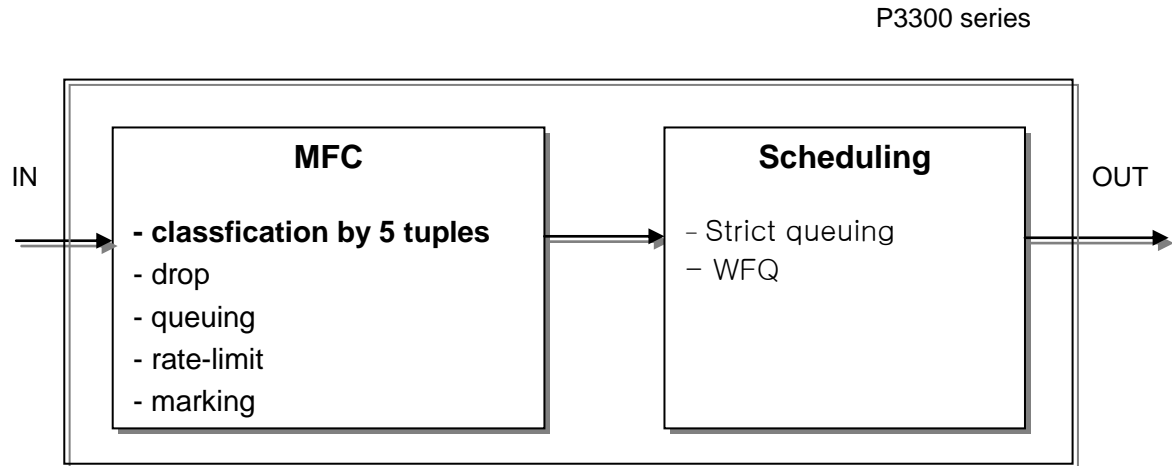 P3300 series
IN
MFC
- classfication by 5 tuples
- drop
- queuing
- rate-limit
- marking
Scheduling
- Strict queuing
- WFQ
OUT